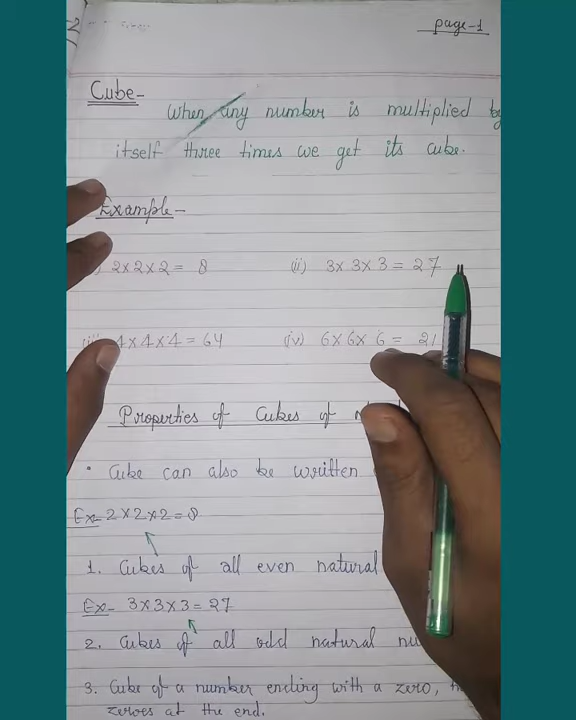 page-1
Cube-
When any number is multiplied by
itself three times we get its cube.
Example-
2×2×2= 8 (ii) 3×3×3= 27
4×4×4=64 (iv) 6×6×6= 21
Properties of Cubes of
• Cube can also be written
Ex- 2×2×2=8
1. Cubes of all even natural
Ex- 3×3×3= 27
2. Cubes of all odd natural nu
3. Cube of a number ending with a zero,
zeroes at the end.